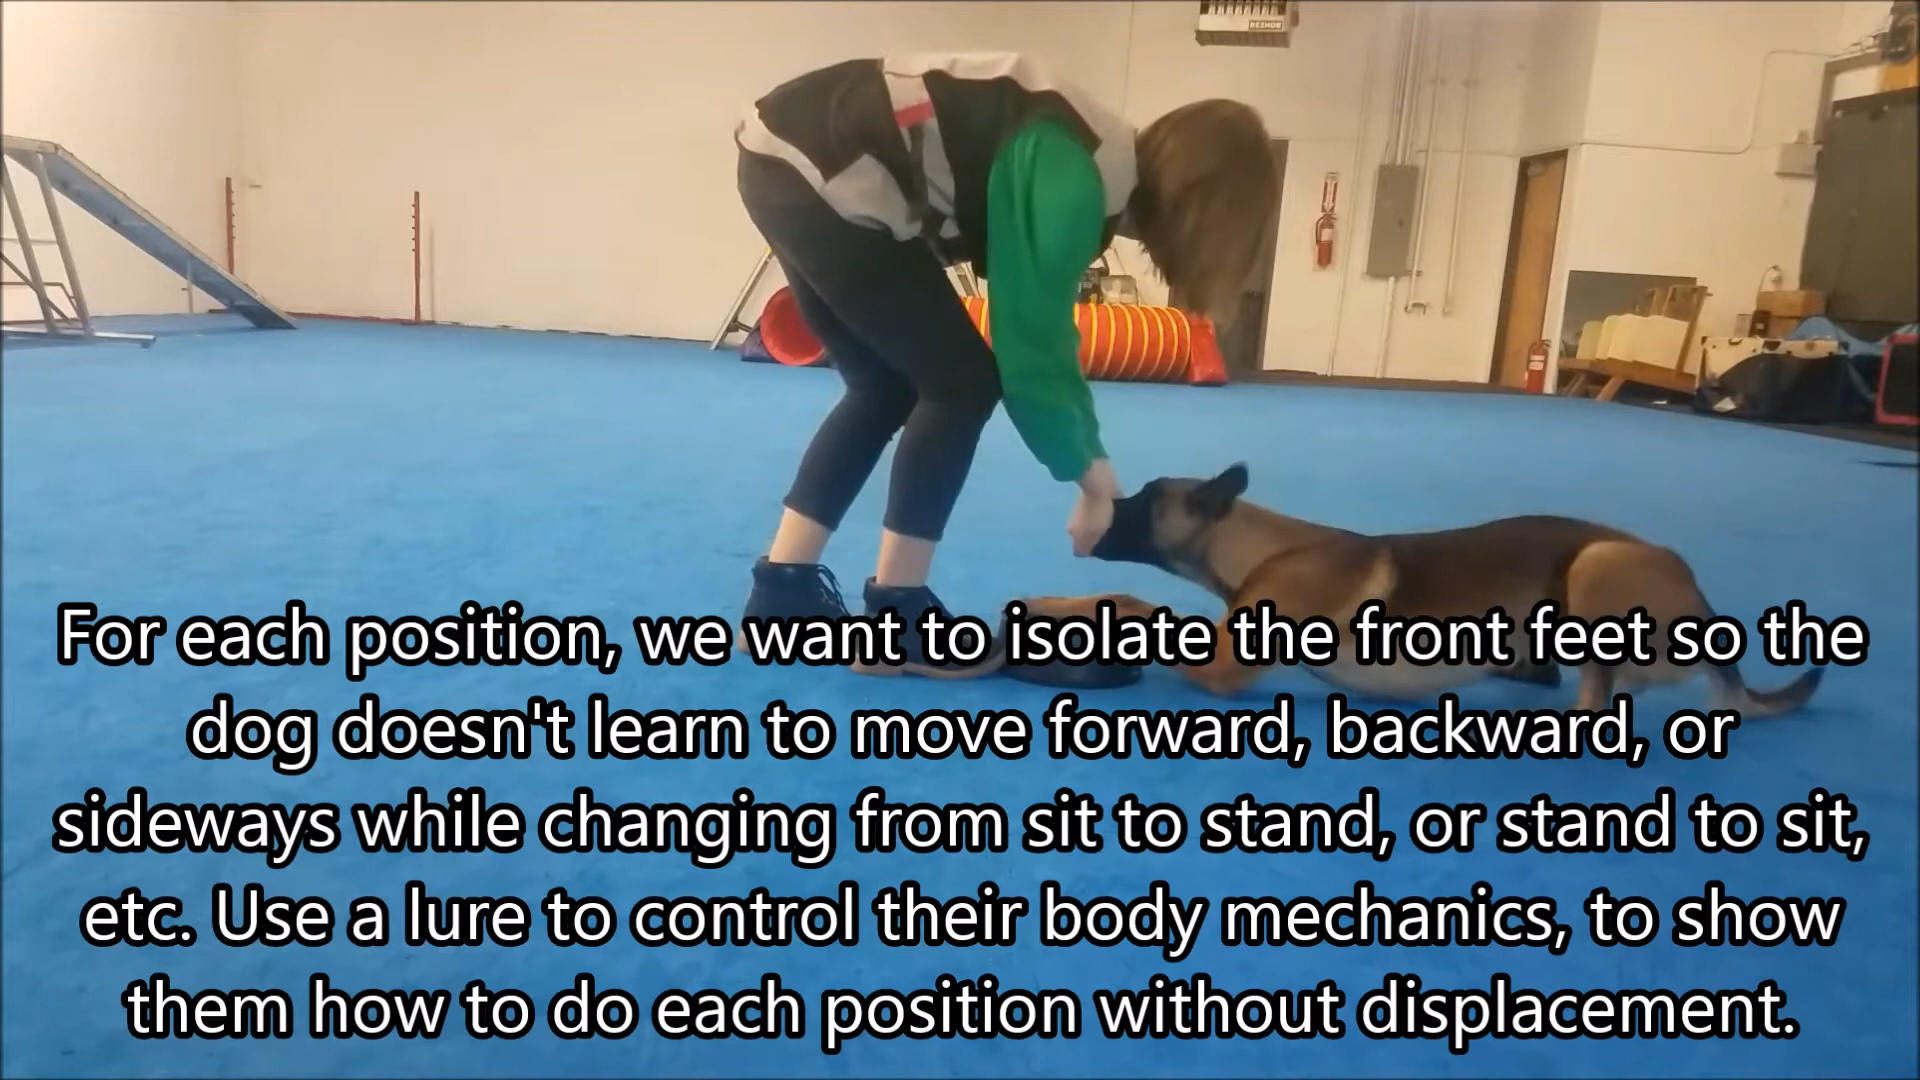 REZNOR
For each position, we want to isolate the front feet so the
dog doesn't learn to move forward, backward, or
sideways while changing from sit to stand, or stand to sit,
etc. Use a lure to control their body mechanics, to show
them how to do each position without displacement.